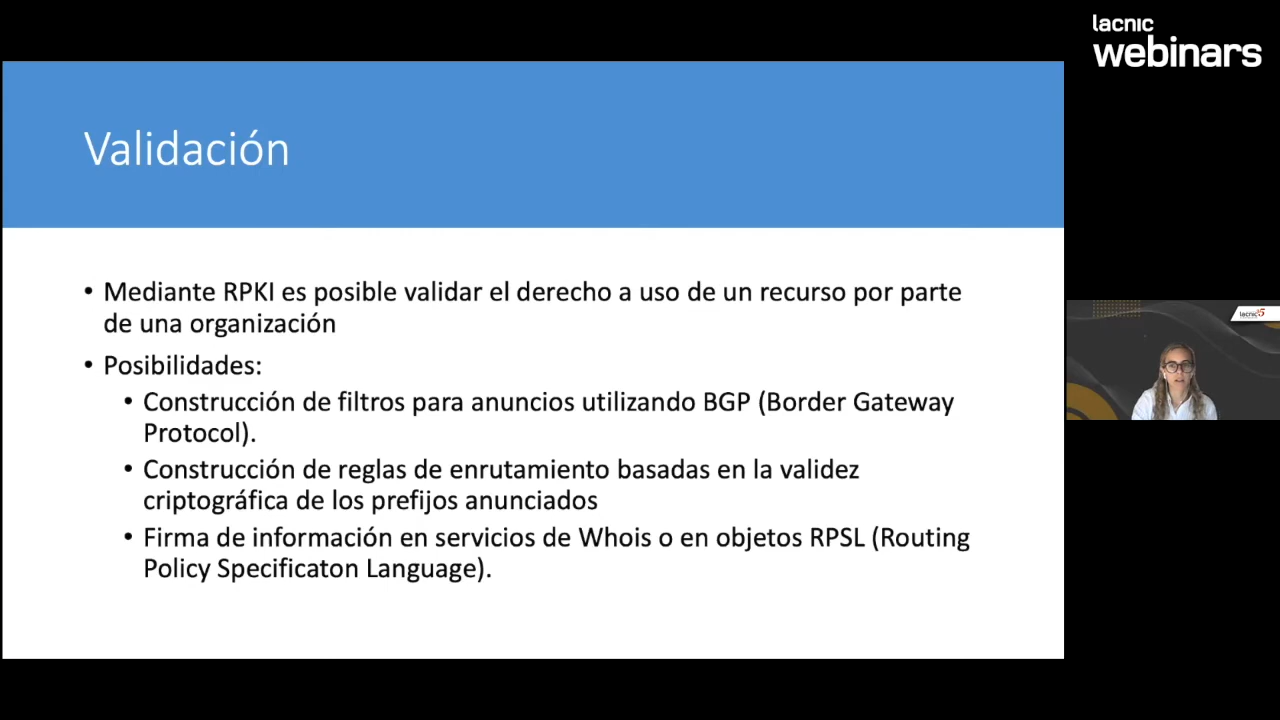 lacnic
webinars
Validación
• Mediante RPKI es posible validar el derecho a uso de un recurso por parte
de una organización
• Posibilidades:
• Construcción de filtros para anuncios utilizando BGP (Border Gateway
Protocol).
• Construcción de reglas de enrutamiento basadas en la validez
criptográfica de los prefijos anunciados
• Firma de información en servicios de Whois o en objetos RPSL (Routing
Policy Specificaton Language).
lacnic